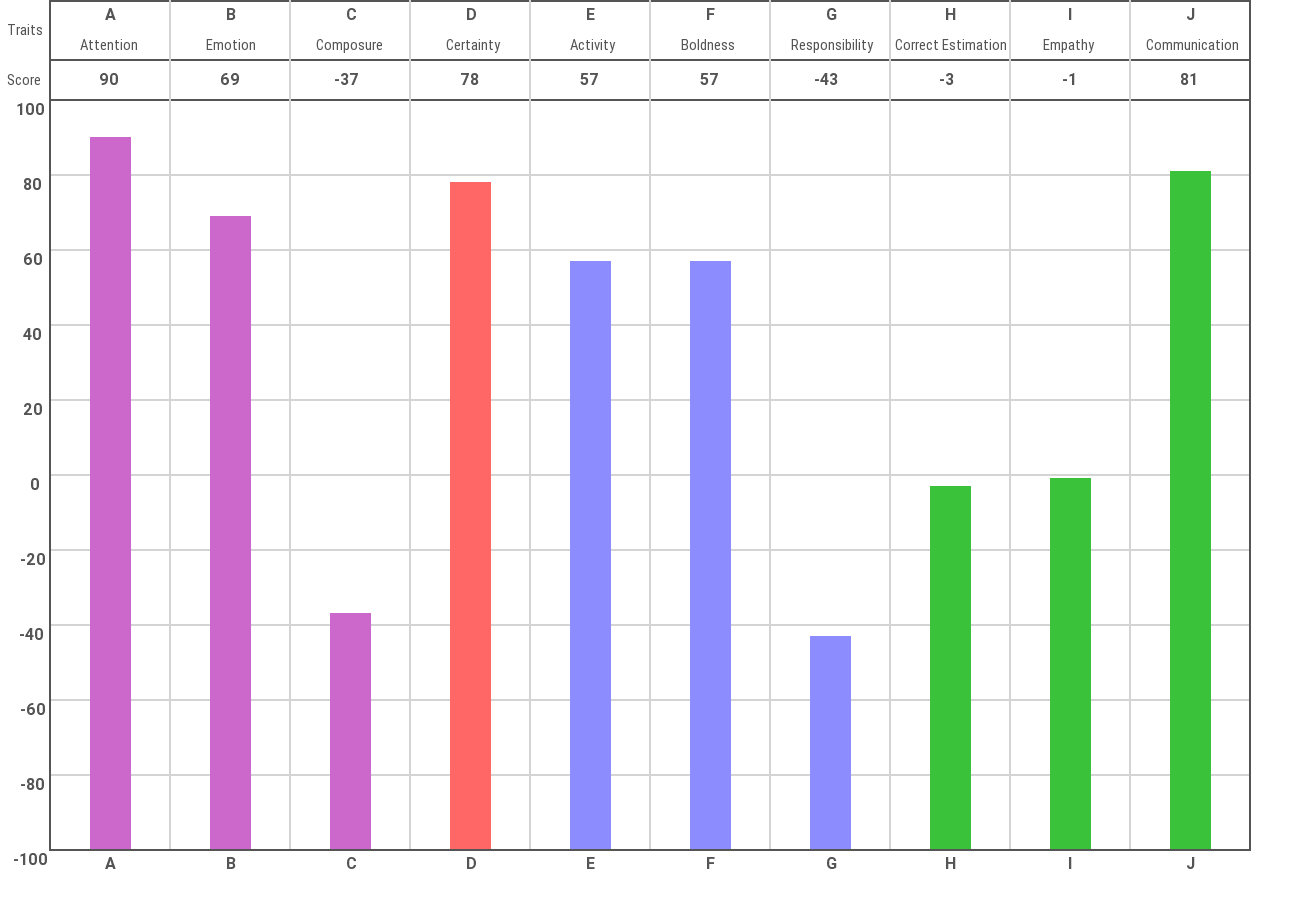 A B C D E F G H I J
Traits
Attention Emotion Composure Certainty Activity Boldness Responsibility Correct Estimation Empathy Communication
Score 90 69 -37 78 57 57 -43 -3 -1 81
100
80
60
40
20
0
-20
-40
-60
-80
-100
A B C D E F G H I J